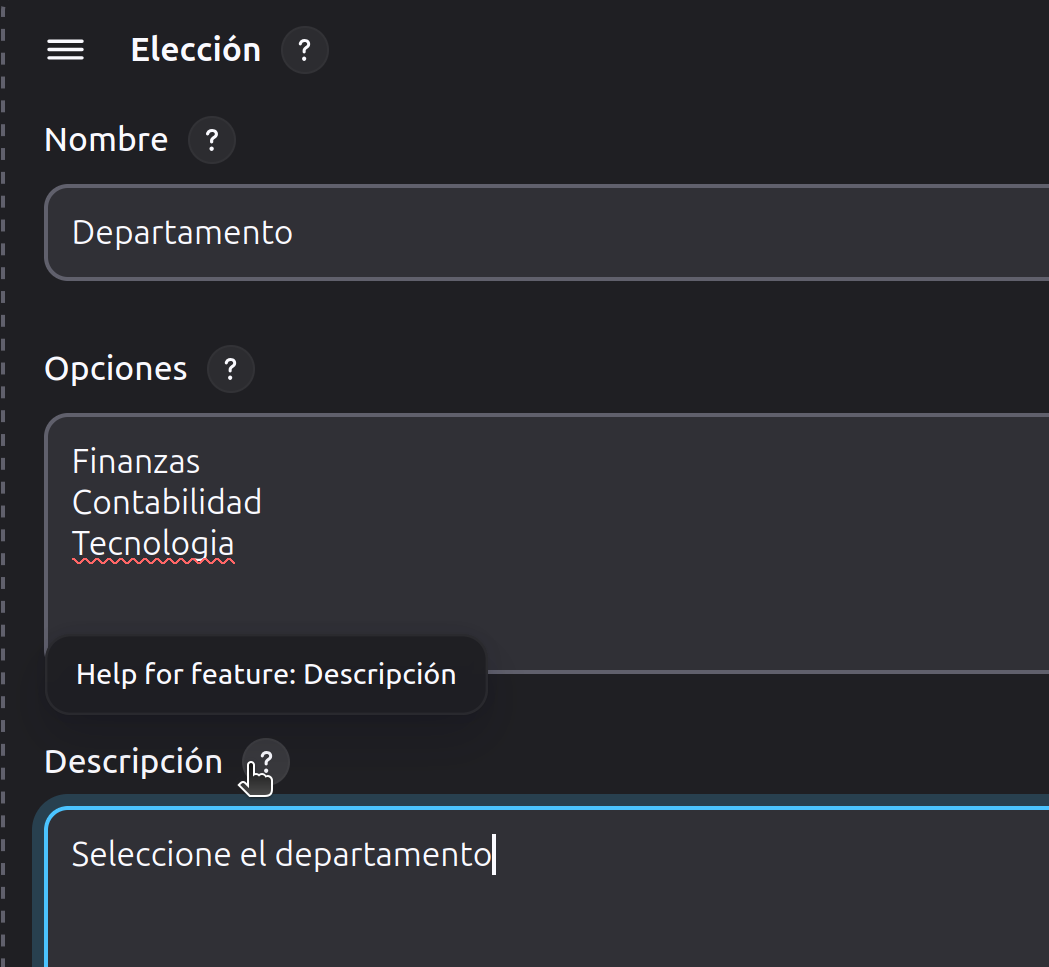 Elección ?
Nombre ?
Departamento
Opciones ?
Finanzas
Contabilidad
Tecnologia
Help for feature: Descripción
Descripción ?
Seleccione el departamento